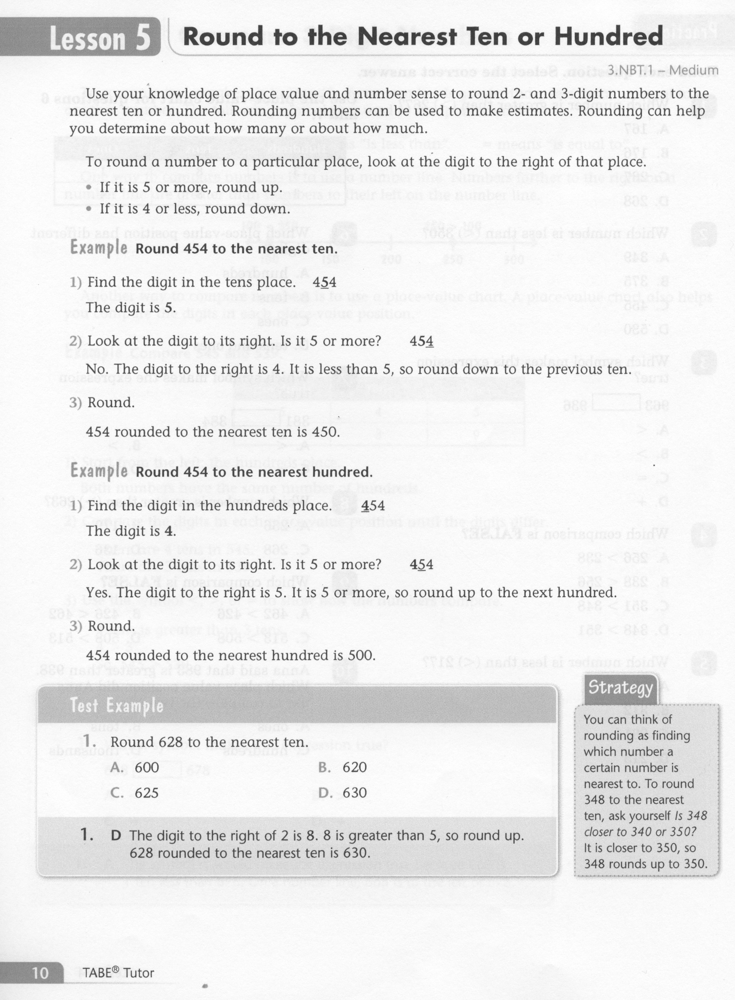 Lesson 5
Round to the Nearest Ten or Hundred
3.NBT.1 – Medium
Use your knowledge of place value and number sense to round 2- and 3-digit numbers to the
nearest ten or hundred. Rounding numbers can be used to make estimates. Rounding can help
you determine about how many or about how much.
To round a number to a particular place, look at the digit to the right of that place.
• If it is 5 or more, round up.
• If it is 4 or less, round down.
Example Round 454 to the nearest ten.
1) Find the digit in the tens place. 454
The digit is 5.
2) Look at the digit to its right. Is it 5 or more? 454
No. The digit to the right is 4. It is less than 5, so round down to the previous ten.
3) Round.
454 rounded to the nearest ten is 450.
Example Round 454 to the nearest hundred.
1) Find the digit in the hundreds place. 454
The digit is 4.
2) Look at the digit to its right. Is it 5 or more? 454
Yes. The digit to the right is 5. It is 5 or more, so round up to the next hundred.
3) Round.
454 rounded to the nearest hundred is 500.
Test Example
1. Round 628 to the nearest ten.
A. 600 B. 620
C. 625 D. 630
1. D The digit to the right of 2 is 8. 8 is greater than 5, so round up.
628 rounded to the nearest ten is 630.
Strategy
You can think of
rounding as finding
which number a
certain number is
nearest to. To round
348 to the nearest
ten, ask yourself Is 348
closer to 340 or 350?
It is closer to 350, so
348 rounds up to 350.
10 TABE® Tutor